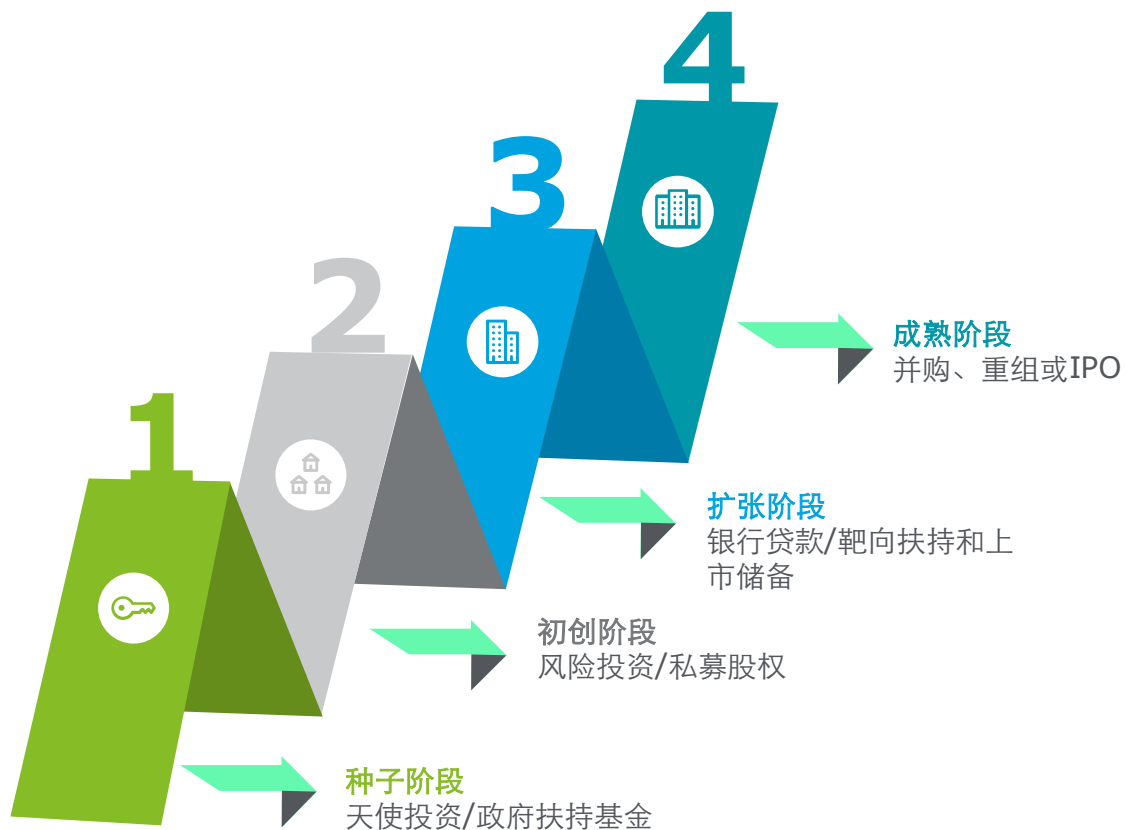 4
成熟阶段
并购、重组或IPO
3
扩张阶段
银行贷款/靶向扶持和上
市储备
2
初创阶段
风险投资/私募股权
1
种子阶段
天使投资/政府扶持基金